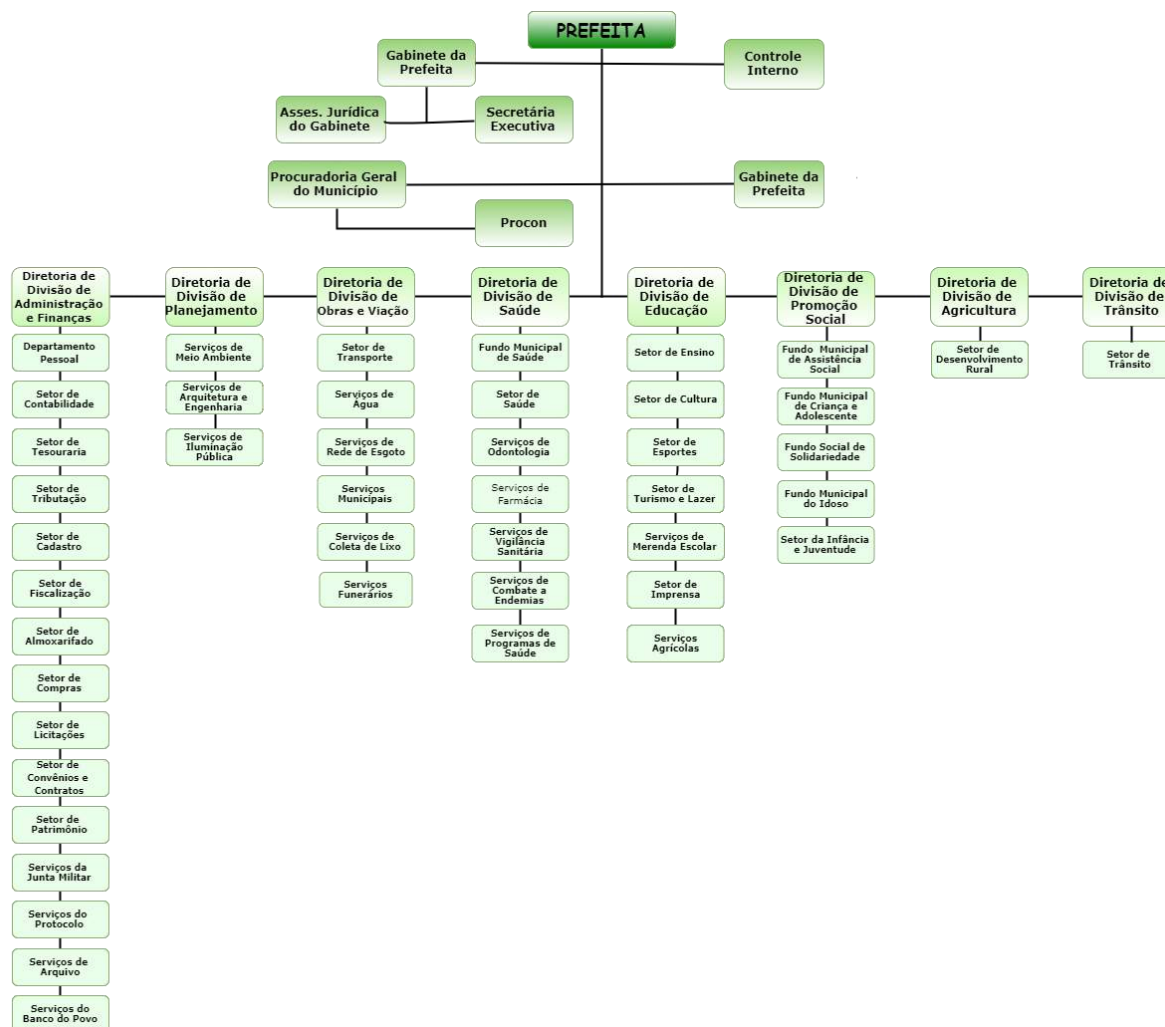 PREFEITA
Gabinete da
Prefeita
Controle
Interno
Asses. Jurídica
do Gabinete
Secretária
Executiva
Procuradoria Geral
do Município
Gabinete da
Prefeita
Procon
Diretoria de
Divisão de
Administração
e Finanças
Departamento
Pessoal
Setor de
Contabilidade
Setor de
Tesouraria
Setor de
Tributação
Setor de
Cadastro
Setor de
Fiscalização
Setor de
Almoxarifado
Setor de
Compras
Setor de
Licitações
Setor de
Convênios e
Contratos
Setor de
Patrimônio
Serviços da
Junta Militar
Serviços do
Protocolo
Serviços de
Arquivo
Serviços do
Banco do Povo
Diretoria de
Divisão de
Planejamento
Serviços de
Meio Ambiente
Serviços de
Arquitetura e
Engenharia
Serviços de
Iluminação
Pública
Diretoria de
Divisão de
Obras e Viação
Setor de
Transporte
Serviços de
Água
Serviços de
Rede de Esgoto
Serviços
Municipais
Serviços de
Coleta de Lixo
Serviços
Funerários
Diretoria de
Divisão de
Saúde
Fundo Municipal
de Saúde
Setor de
Saúde
Serviços de
Odontologia
Serviços de
Farmácia
Serviços de
Vigilância
Sanitária
Serviços de
Combate a
Endemias
Serviços de
Programas de
Saúde
Diretoria de
Divisão de
Educação
Setor de Ensino
Setor de Cultura
Setor de
Esportes
Setor de
Turismo e Lazer
Serviços de
Merenda Escolar
Setor de
Imprensa
Serviços
Agrícolas
Diretoria de
Divisão de
Promoção
Social
Fundo Municipal
de Assistência
Social
Fundo Municipal
de Criança e
Adolescente
Fundo Social de
Solidariedade
Fundo Municipal
do Idoso
Setor da Infância
e Juventude
Diretoria de
Divisão de
Agricultura
Setor de
Desenvolvimento
Rural
Diretoria de
Divisão de
Trânsito
Setor de
Trânsito